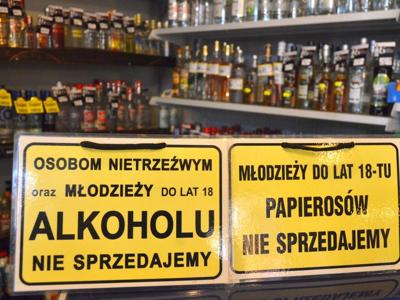 OSOBOM NIETRZEŹWYM
oraz MŁODZIEŻY DO LAT 18
ALKOHOLU
NIE SPRZEDAJEMY
MŁODZIEŻY DO LAT 18-TU
PAPIEROSÓW
NIE SPRZEDAJEMY